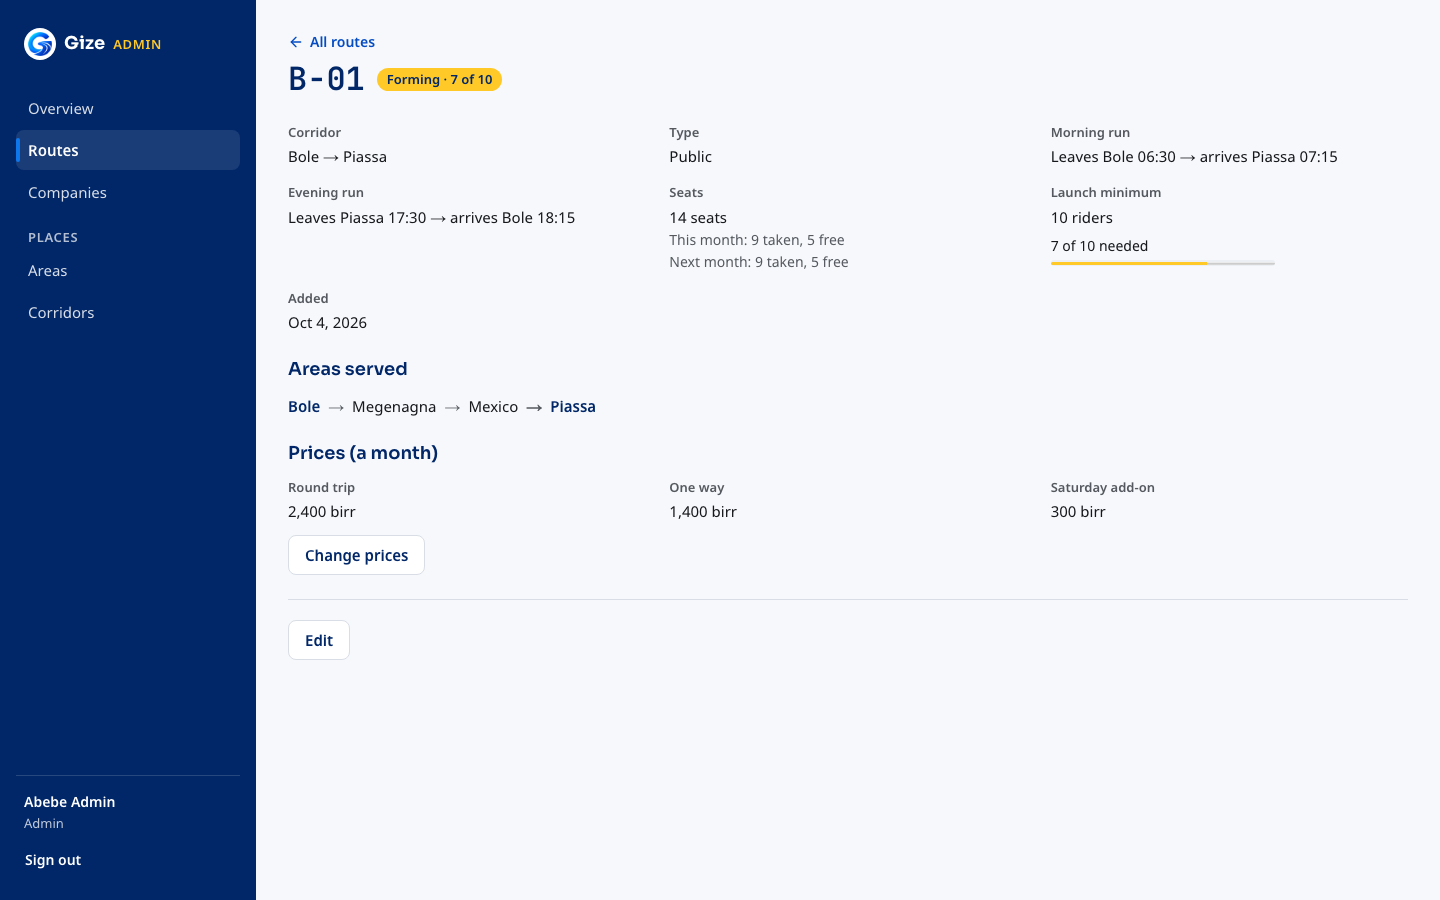 Gize ADMIN
Overview
Routes
Companies
PLACES
Areas
Corridors
Abebe Admin
Admin
Sign out
← All routes
B-01 Forming · 7 of 10
Corridor
Bole → Piassa
Type
Public
Morning run
Leaves Bole 06:30 → arrives Piassa 07:15
Evening run
Leaves Piassa 17:30 → arrives Bole 18:15
Seats
14 seats
This month: 9 taken, 5 free
Next month: 9 taken, 5 free
Launch minimum
10 riders
7 of 10 needed
Added
Oct 4, 2026
Areas served
Bole → Megenagna → Mexico → Piassa
Prices (a month)
Round trip
2,400 birr
One way
1,400 birr
Saturday add-on
300 birr
Change prices
Edit